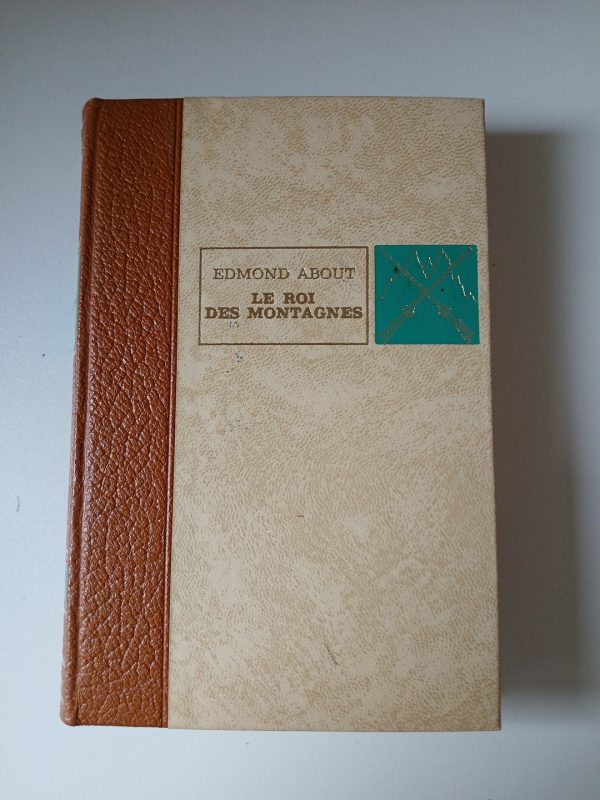 EDMOND ABOUT
LE ROI
DES MONTAGNES